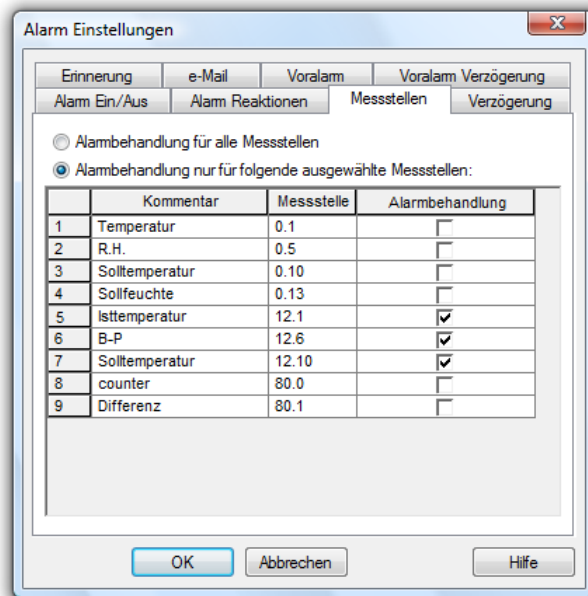 Alarm Einstellungen
Erinnerung e-Mail Voralarm Voralarm Verzögerung
Alarm Ein/Aus Alarm Reaktionen Messstellen Verzögerung
Alarmbehandlung für alle Messstellen
Alarmbehandlung nur für folgende ausgewählte Messstellen:
Kommentar Messstelle Alarmbehandlung
1 Temperatur 0.1
2 R.H. 0.5
3 Solltemperatur 0.10
4 Sollfeuchte 0.13
5 Isttemperatur 12.1
6 B-P 12.6
7 Solltemperatur 12.10
8 counter 80.0
9 Differenz 80.1
OK Abbrechen Hilfe